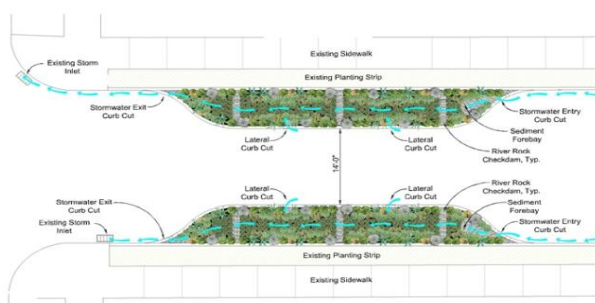 Existing Storm
Inlet
Existing Sidewalk
Existing Planting Strip
Stormwater Exit
Curb Cut
Stormwater Entry
Curb Cut
Sediment
Forebay
Lateral
Curb Cut
Lateral
Curb Cut
River Rock
Checkdam, Typ.
14'-0"
Lateral
Curb Cut
Lateral
Curb Cut
River Rock
Checkdam, Typ.
Stormwater Exit
Curb Cut
Sediment
Forebay
Existing Storm
Inlet
Stormwater Entry
Curb Cut
Existing Planting Strip
Existing Sidewalk